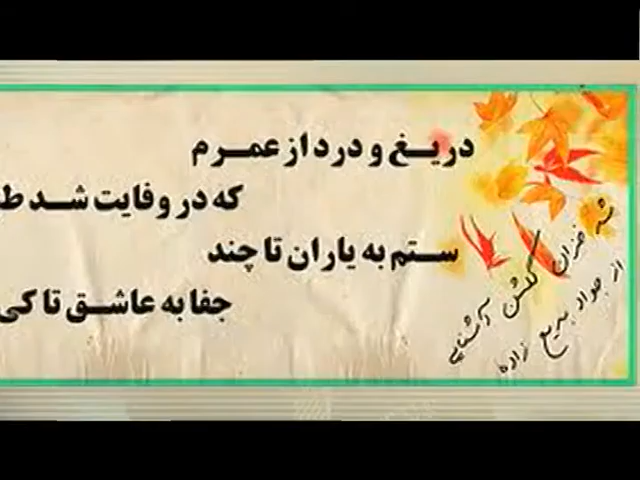 دریغ و درد از عمرم
که در وفایت شد ط
ستم به یاران تا چند
جفا به عاشق تا کی
شد خزان گلشن آشنایی
از جواد بدیع زاده